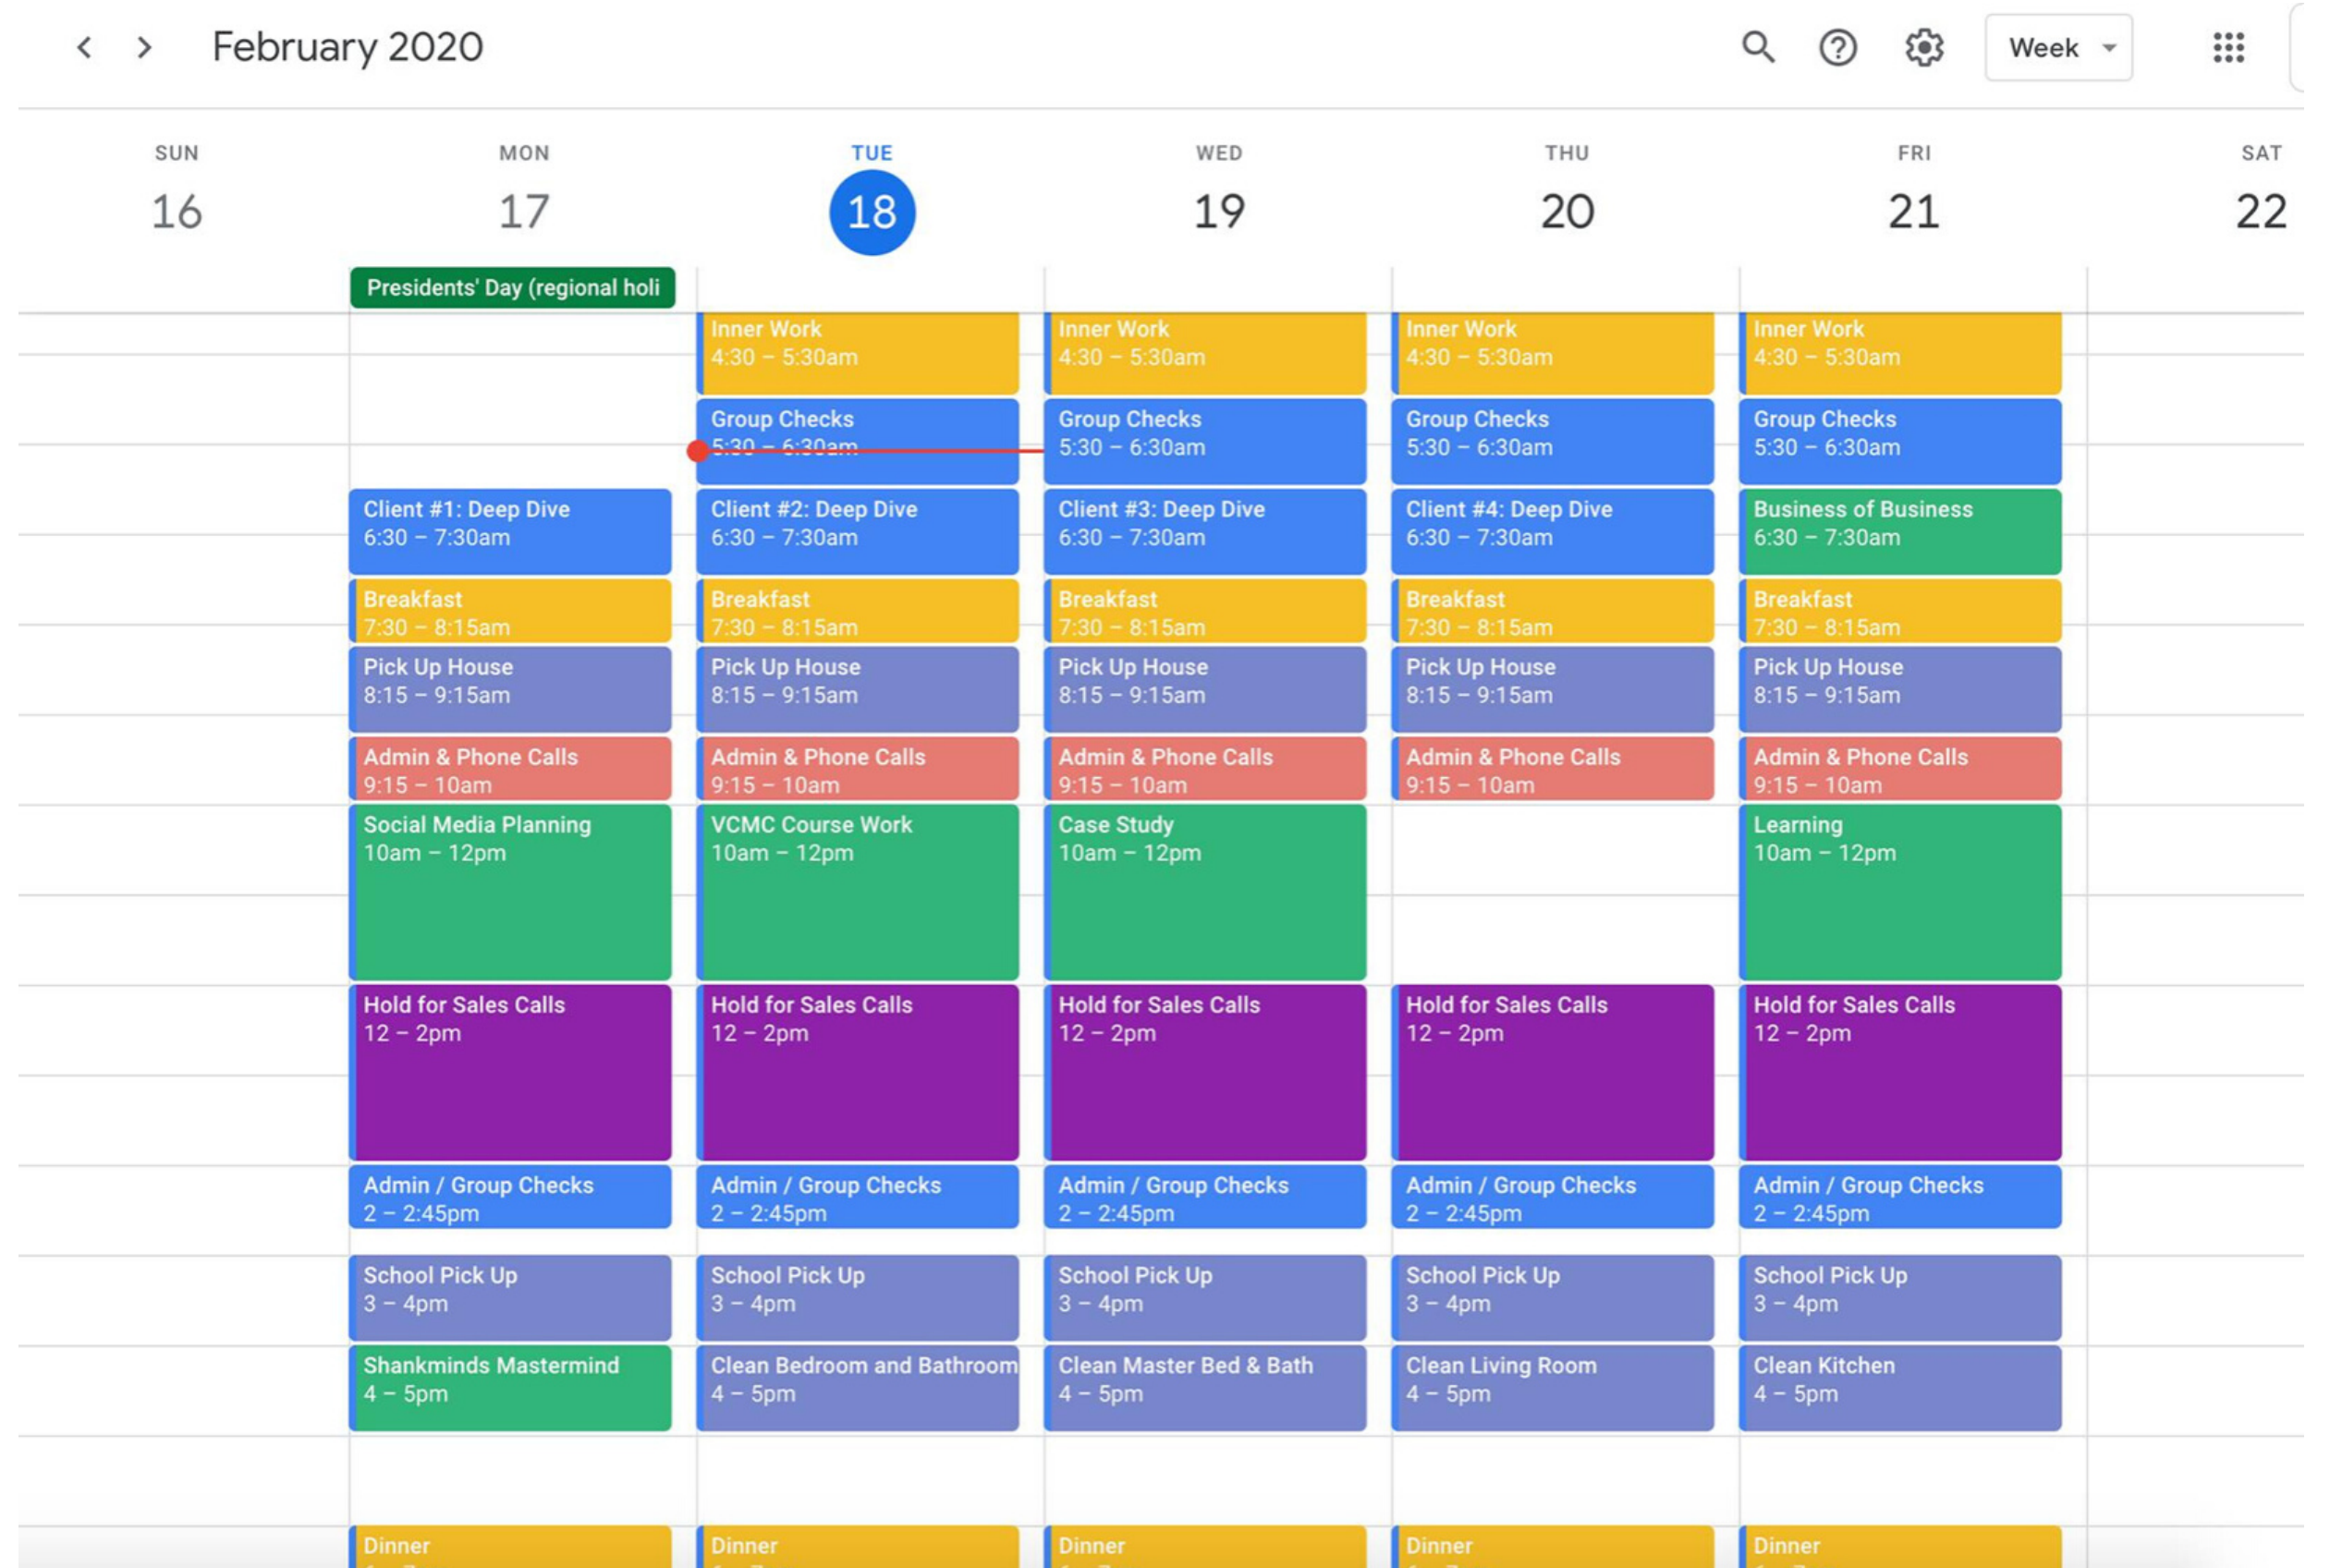 February 2020
Week
SUN
MON
TUE
WED
THU
FRI
SAT
16
17
18
19
20
21
22
Presidents' Day (regional holi
Inner Work
4:30 – 5:30am
Inner Work
4:30 – 5:30am
Inner Work
4:30 – 5:30am
Inner Work
4:30 – 5:30am
Group Checks
5:30 – 6:30am
Group Checks
5:30 – 6:30am
Group Checks
5:30 – 6:30am
Group Checks
5:30 – 6:30am
Client #1: Deep Dive
6:30 – 7:30am
Client #2: Deep Dive
6:30 – 7:30am
Client #3: Deep Dive
6:30 – 7:30am
Client #4: Deep Dive
6:30 – 7:30am
Business of Business
6:30 – 7:30am
Breakfast
7:30 – 8:15am
Breakfast
7:30 – 8:15am
Breakfast
7:30 – 8:15am
Breakfast
7:30 – 8:15am
Breakfast
7:30 – 8:15am
Pick Up House
8:15 – 9:15am
Pick Up House
8:15 – 9:15am
Pick Up House
8:15 – 9:15am
Pick Up House
8:15 – 9:15am
Pick Up House
8:15 – 9:15am
Admin & Phone Calls
9:15 – 10am
Admin & Phone Calls
9:15 – 10am
Admin & Phone Calls
9:15 – 10am
Admin & Phone Calls
9:15 – 10am
Admin & Phone Calls
9:15 – 10am
Social Media Planning
10am – 12pm
VCMC Course Work
10am – 12pm
Case Study
10am – 12pm
Learning
10am – 12pm
Hold for Sales Calls
12 – 2pm
Hold for Sales Calls
12 – 2pm
Hold for Sales Calls
12 – 2pm
Hold for Sales Calls
12 – 2pm
Hold for Sales Calls
12 – 2pm
Admin / Group Checks
2 – 2:45pm
Admin / Group Checks
2 – 2:45pm
Admin / Group Checks
2 – 2:45pm
Admin / Group Checks
2 – 2:45pm
Admin / Group Checks
2 – 2:45pm
School Pick Up
3 – 4pm
School Pick Up
3 – 4pm
School Pick Up
3 – 4pm
School Pick Up
3 – 4pm
School Pick Up
3 – 4pm
Shankminds Mastermind
4 – 5pm
Clean Bedroom and Bathroom
4 – 5pm
Clean Master Bed & Bath
4 – 5pm
Clean Living Room
4 – 5pm
Clean Kitchen
4 – 5pm
Dinner
Dinner
Dinner
Dinner
Dinner